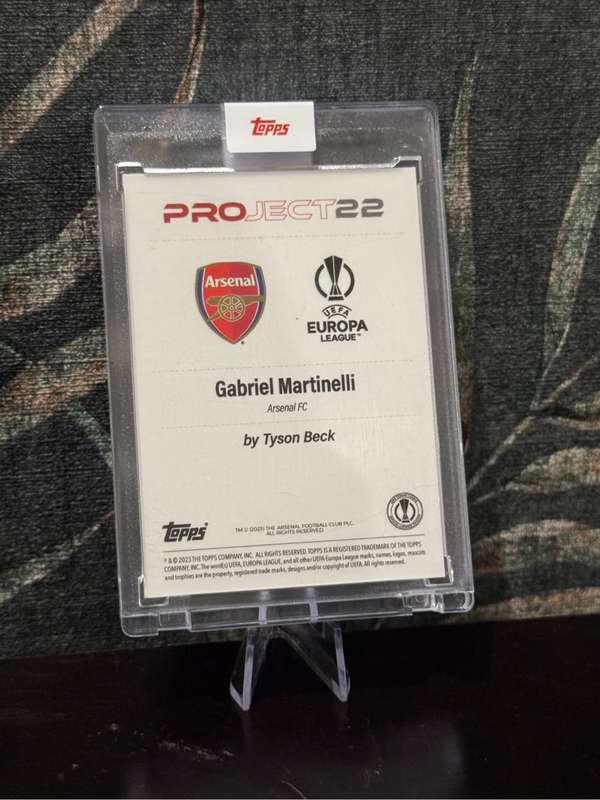 Topps
PROJECT22
Arsenal
UEFA
EUROPA
LEAGUE™
Gabriel Martinelli
Arsenal FC
by Tyson Beck
Topps
TM © (2023) THE ARSENAL FOOTBALL CLUB PLC.
ALL RIGHTS RESERVED.
® & © 2023 THE TOPPS COMPANY, INC. ALL RIGHTS RESERVED. TOPPS IS A REGISTERED TRADEMARK OF THE TOPPS
COMPANY, INC. The word(s) UEFA, EUROPA LEAGUE, and all other UEFA Europa League marks, names, logos, mascots
and trophies are the property, registered trade marks, designs and/or copyright of UEFA. All rights reserved.